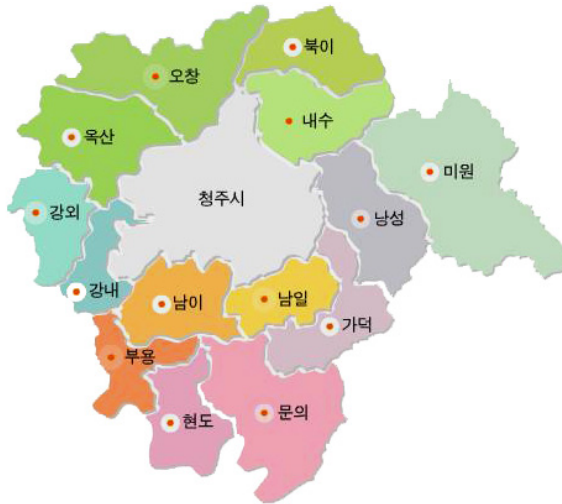 북이
오창
내수
옥산
미원
청주시
강외
낭성
강내
남이
남일
가덕
부용
현도
문의